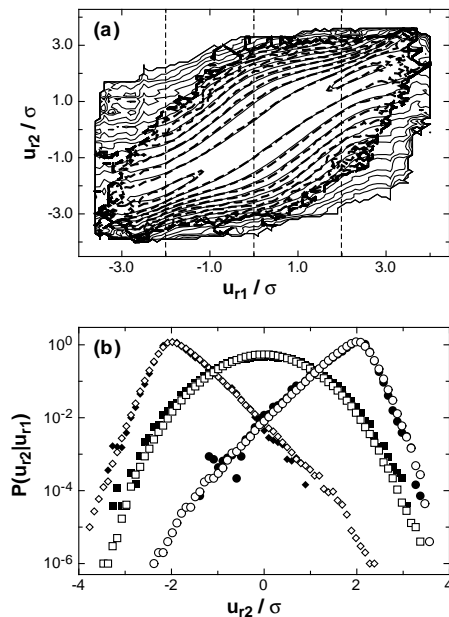 (a)
3.0
1.0
-1.0
-3.0
u_r2 / σ
-3.0 -1.0 1.0 3.0
u_r1 / σ
(b)
10^0
10^-2
10^-4
10^-6
P(u_r2|u_r1)
-4 -2 0 2 4
u_r2 / σ